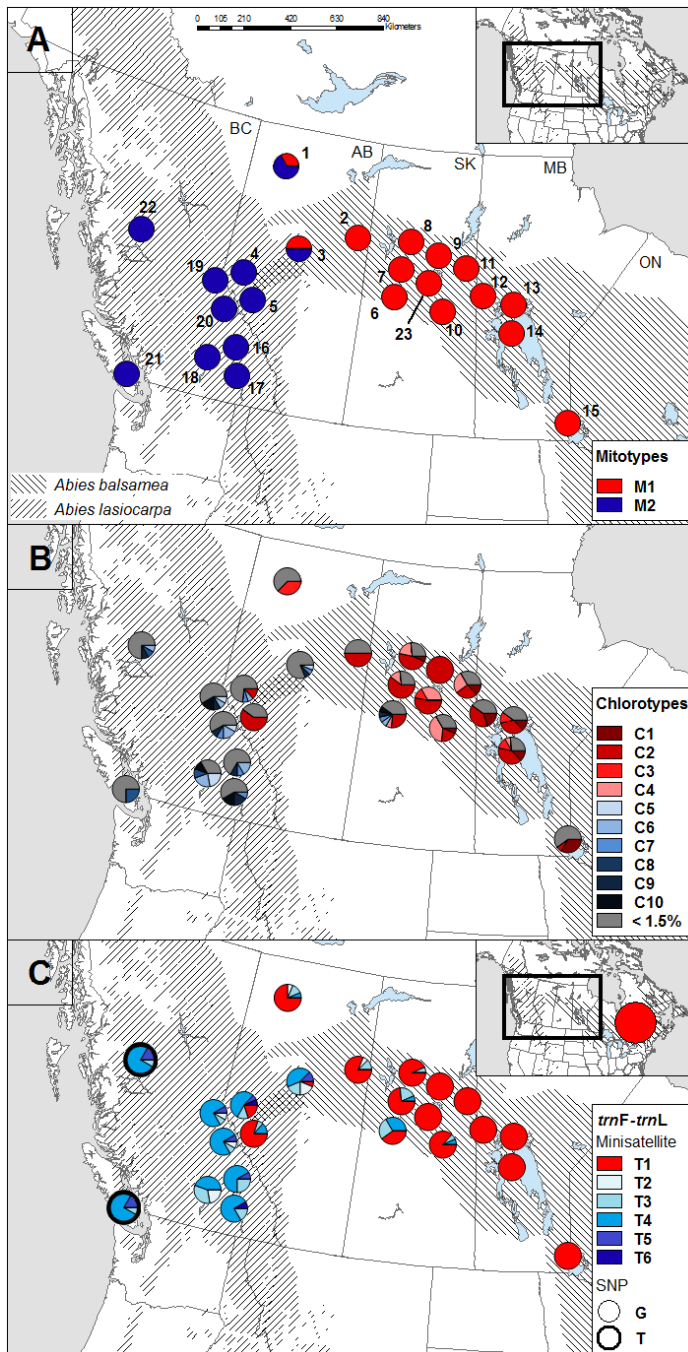 A
0 105 210 420 630 840
Kilometers
BC
AB
SK
MB
ON
1
2
3
4
5
6
7
8
9
10
11
12
13
14
15
16
17
18
19
20
21
22
23
Abies balsamea
Abies lasiocarpa
Mitotypes
M1
M2
B
Chlorotypes
C1
C2
C3
C4
C5
C6
C7
C8
C9
C10
< 1.5%
C
trnF-trnL
Minisatellite
T1
T2
T3
T4
T5
T6
SNP
G
T